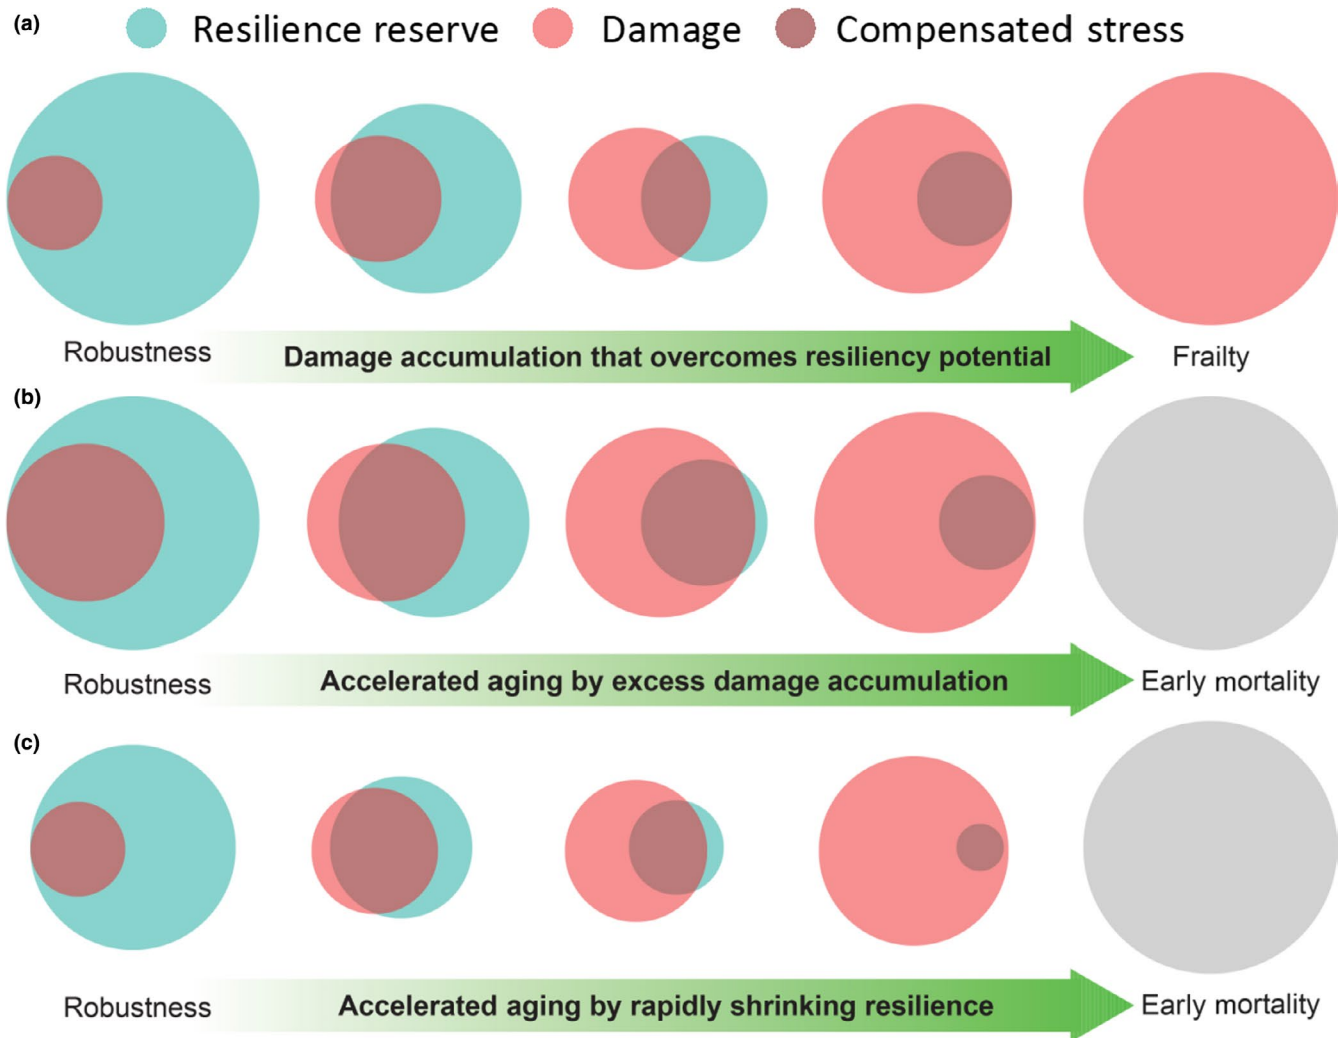 (a) Resilience reserve Damage Compensated stress
Robustness Damage accumulation that overcomes resiliency potential Frailty
(b)
Robustness Accelerated aging by excess damage accumulation Early mortality
(c)
Robustness Accelerated aging by rapidly shrinking resilience Early mortality